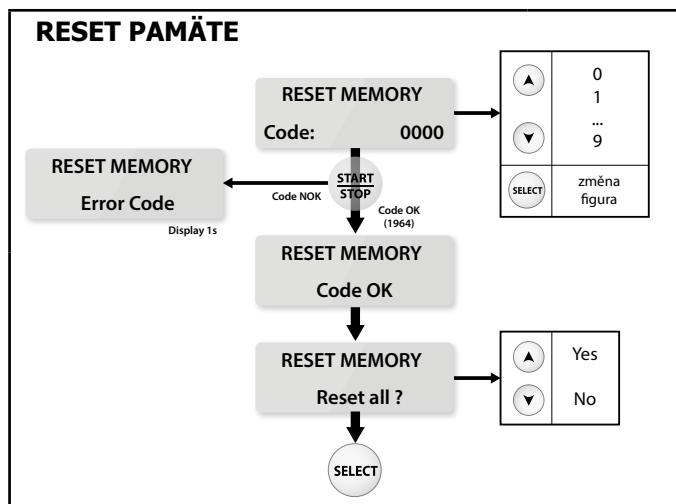 RESET PAMÄTE
RESET MEMORY
Code: 0000
0
1
...
9
SELECT
změna
figura
START
STOP
Code NOK
Code OK
(1964)
RESET MEMORY
Error Code
Display 1s
RESET MEMORY
Code OK
RESET MEMORY
Reset all ?
Yes
No
SELECT